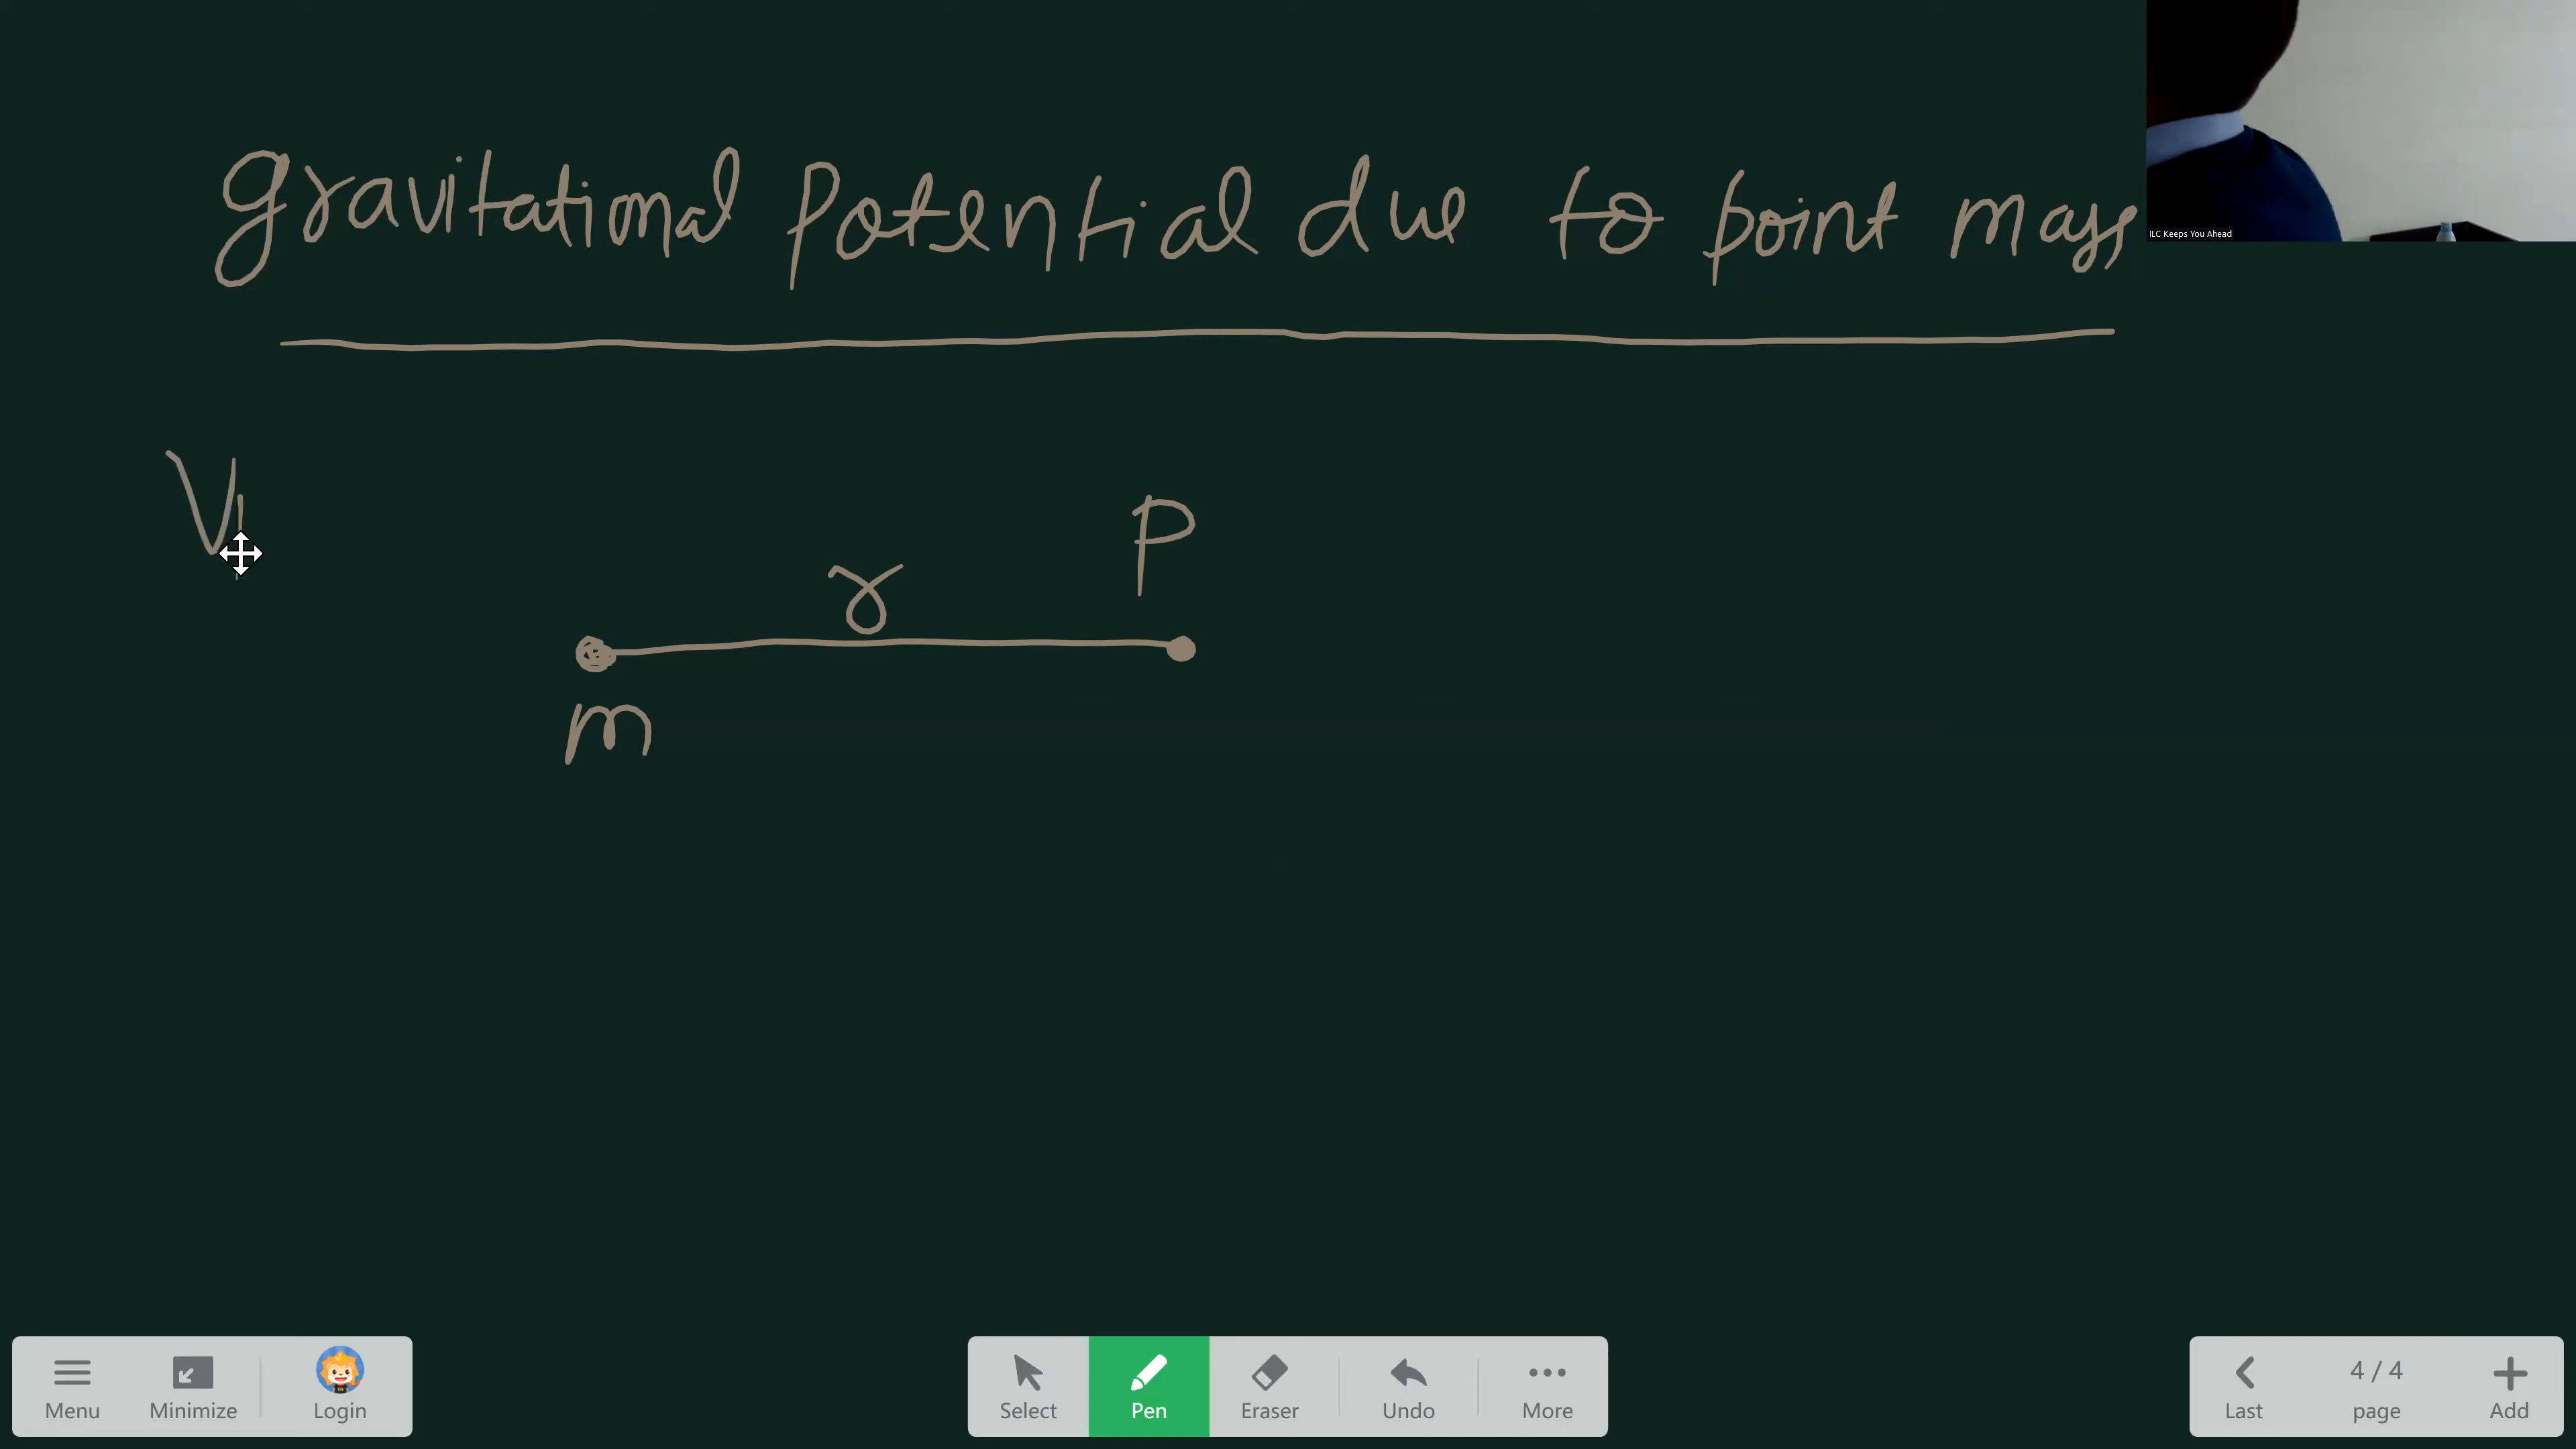 gravitational Potential due to point mass
ILC Keeps You Ahead
V
P
r
m
Menu Minimize Login Select Pen Eraser Undo More Last 4 / 4 page Add